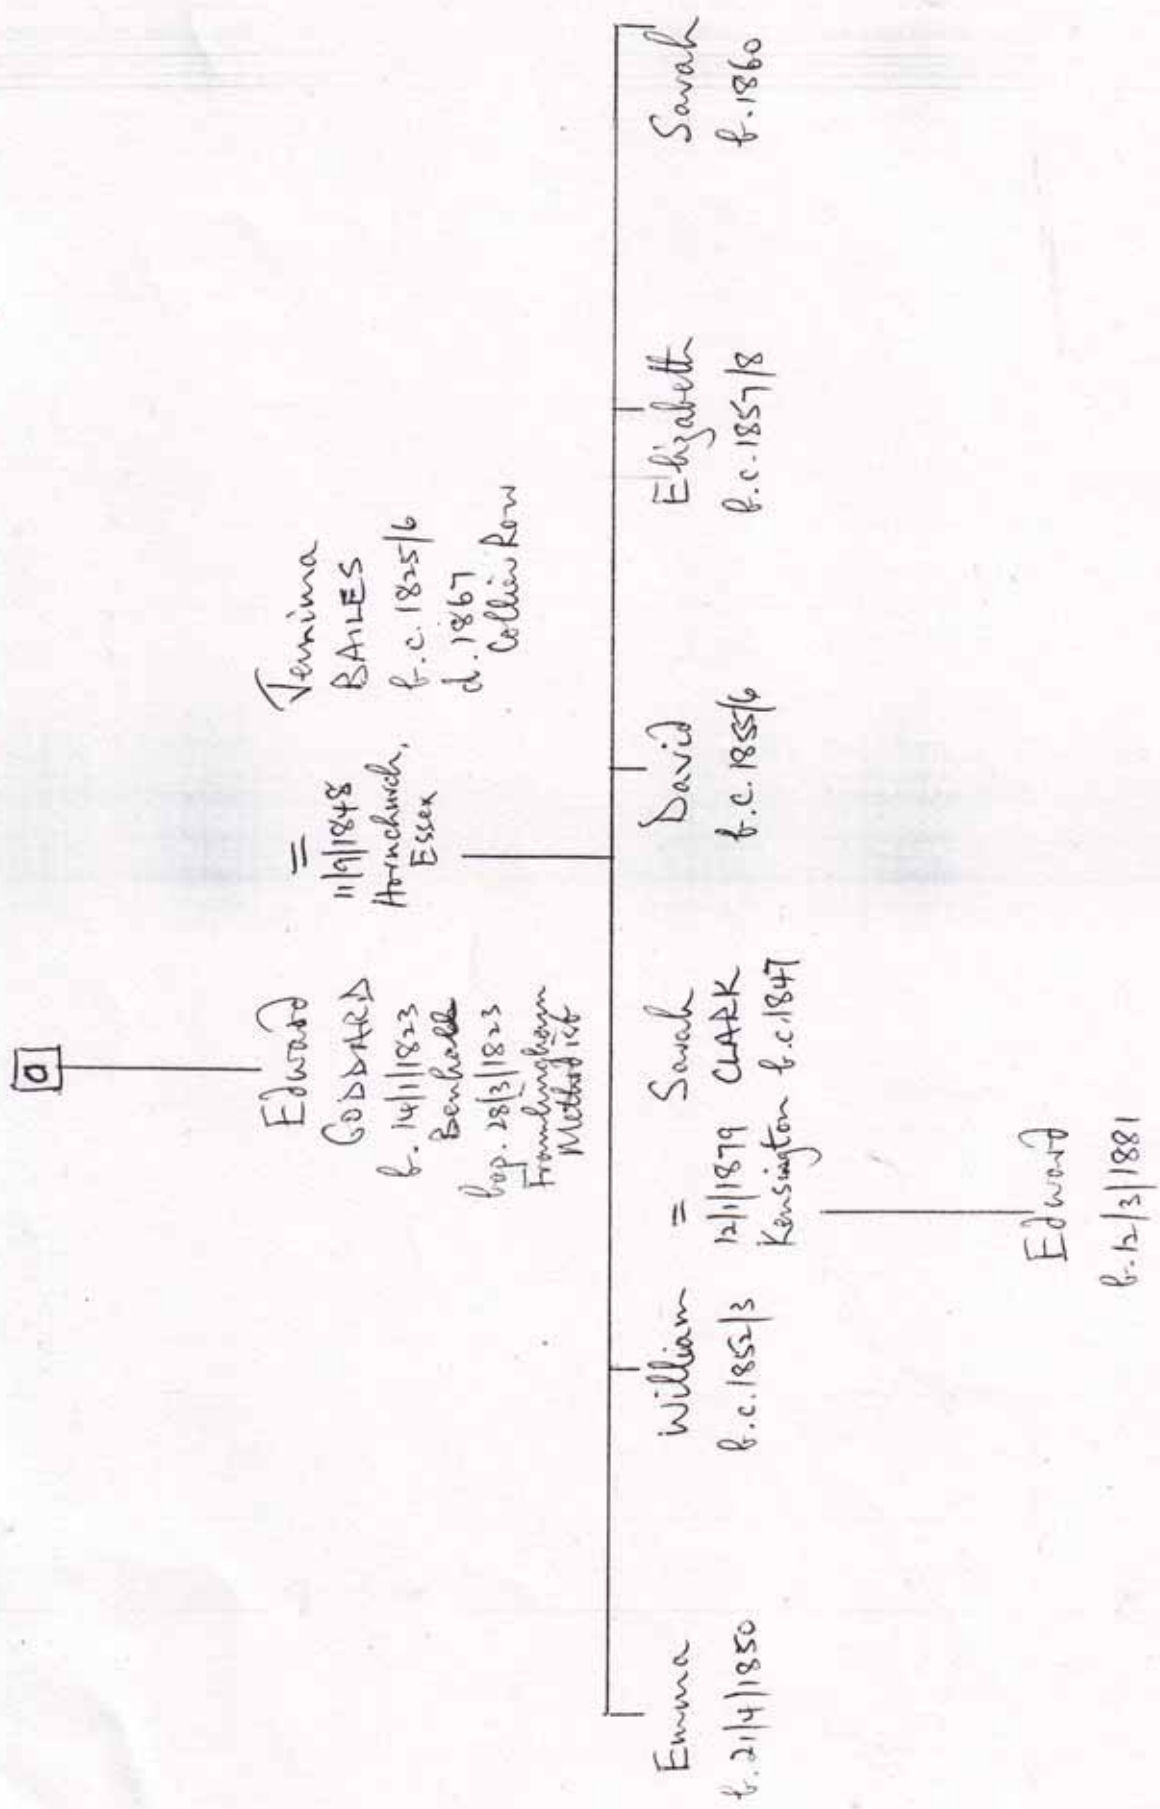 O
Edward
GODDARD
b. 14/1/1823
Benhall
bap. 28/3/1823
Framlingham
Methodist
=
11/9/1848
Hornchurch,
Essex
Jemima
BAILES
b.c. 1825/6
d. 1867
Collier Row
Emma
b. 21/4/1850
William
b.c. 1852/3
=
12/1/1879
Kensington
Sarah
CLARK
b.c. 1847
David
b.c. 1855/6
Elizabeth
b.c. 1857/8
Sarah
b. 1860
Edward
b. 12/3/1881